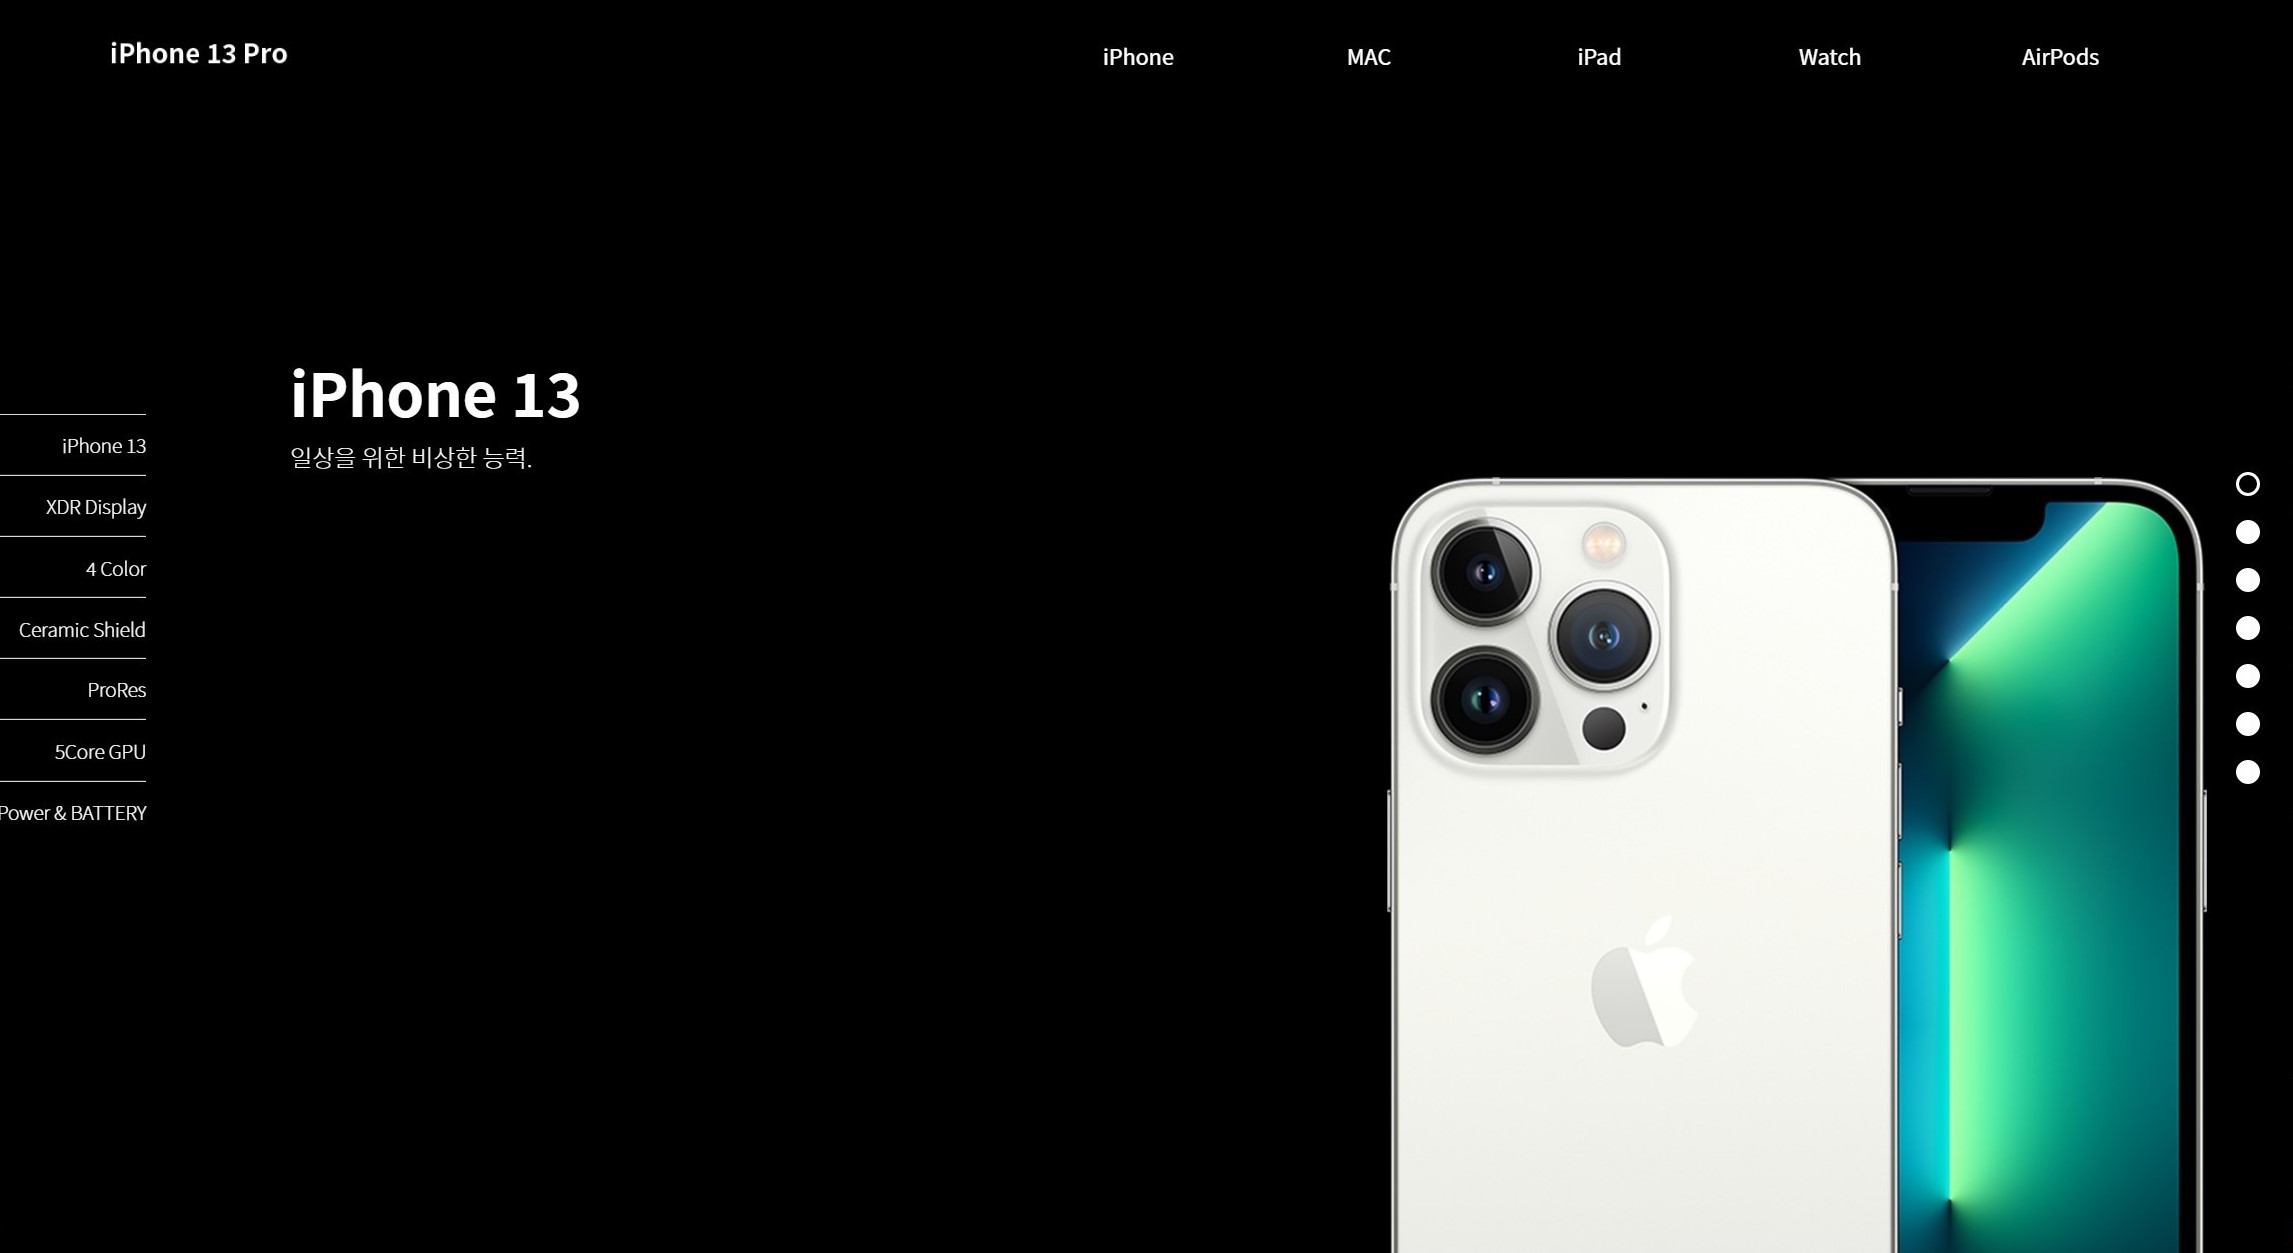 iPhone 13 Pro
iPhone
MAC
iPad
Watch
AirPods
iPhone 13
일상을 위한 비상한 능력.
iPhone 13
XDR Display
4 Color
Ceramic Shield
ProRes
5Core GPU
Power & BATTERY